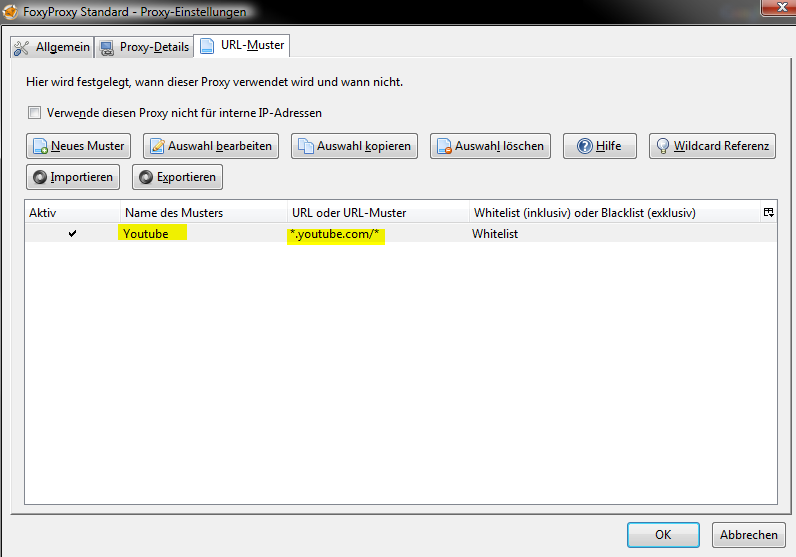 FoxyProxy Standard - Proxy-Einstellungen
Allgemein Proxy-Details URL-Muster
Hier wird festgelegt, wann dieser Proxy verwendet wird und wann nicht.
Verwende diesen Proxy nicht für interne IP-Adressen
Neues Muster Auswahl bearbeiten Auswahl kopieren Auswahl löschen Hilfe Wildcard Referenz
Importieren Exportieren
Aktiv Name des Musters URL oder URL-Muster Whitelist (inklusiv) oder Blacklist (exklusiv)
Youtube *.youtube.com/* Whitelist
OK Abbrechen